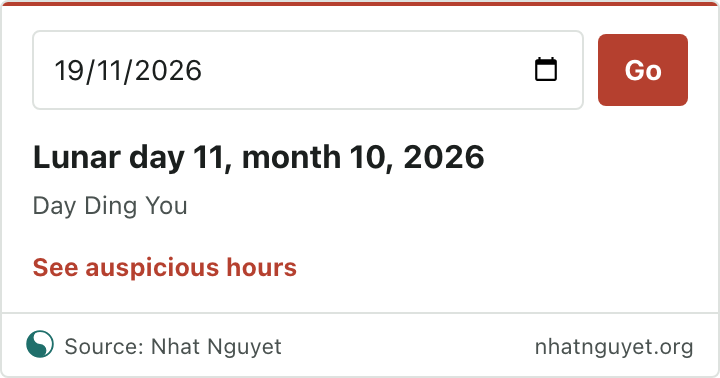 19/11/2026
Go
Lunar day 11, month 10, 2026
Day Ding You
See auspicious hours
Source: Nhat Nguyet
nhatnguyet.org